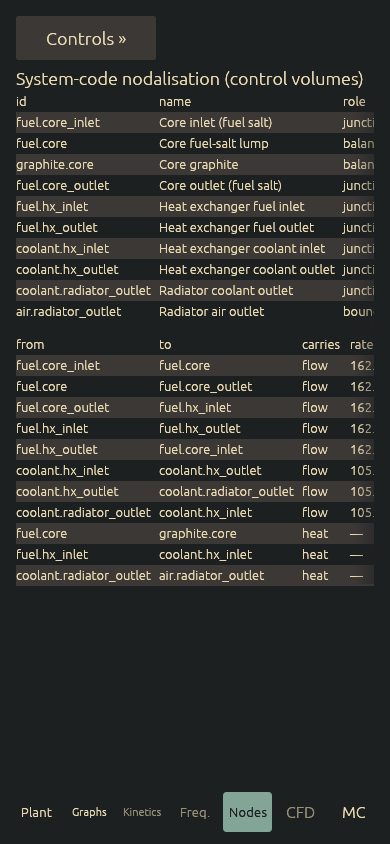 Controls »
System-code nodalisation (control volumes)
id name role
fuel.core_inlet Core inlet (fuel salt) juncti
fuel.core Core fuel-salt lump balan
graphite.core Core graphite balan
fuel.core_outlet Core outlet (fuel salt) juncti
fuel.hx_inlet Heat exchanger fuel inlet juncti
fuel.hx_outlet Heat exchanger fuel outlet juncti
coolant.hx_inlet Heat exchanger coolant inlet juncti
coolant.hx_outlet Heat exchanger coolant outlet juncti
coolant.radiator_outlet Radiator coolant outlet juncti
air.radiator_outlet Radiator air outlet boun
from to carries rate
fuel.core_inlet fuel.core flow 162.
fuel.core fuel.core_outlet flow 162.
fuel.core_outlet fuel.hx_inlet flow 162.
fuel.hx_inlet fuel.hx_outlet flow 162.
fuel.hx_outlet fuel.core_inlet flow 162.
coolant.hx_inlet coolant.hx_outlet flow 105.
coolant.hx_outlet coolant.radiator_outlet flow 105.
coolant.radiator_outlet coolant.hx_inlet flow 105.
fuel.core graphite.core heat —
fuel.hx_inlet coolant.hx_inlet heat —
coolant.radiator_outlet air.radiator_outlet heat —
Plant Graphs Kinetics Freq. Nodes CFD MC